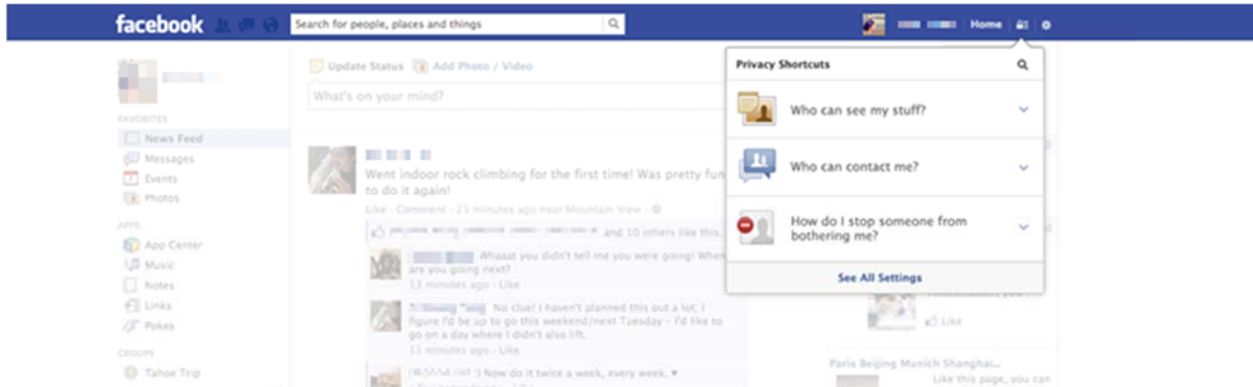 facebook
Search for people, places and things
Home
Update Status Add Photo / Video
What's on your mind?
Privacy Shortcuts
Who can see my stuff?
Who can contact me?
How do I stop someone from
bothering me?
See All Settings
FAVORITES
News Feed
Messages
Events
Photos
APPS
App Center
Music
Notes
Links
Pokes
GROUPS
Tahoe Trip
Went indoor rock climbing for the first time! Was pretty fun
to do it again!
Like · Comment · 23 minutes ago near Mountain View ·
and 10 others like this.
Whaaat you didn't tell me you were going! When
are you going next?
13 minutes ago · Like
No clue! I haven't planned this out a lot; I
figure I'd be up to go this weekend/next Tuesday – I'd like to
go on a day where I didn't also lift.
11 minutes ago · Like
Now do it twice a week, every week. ♥
you
Like
Paris Beijing Munich Shanghai...
Like this page, you can